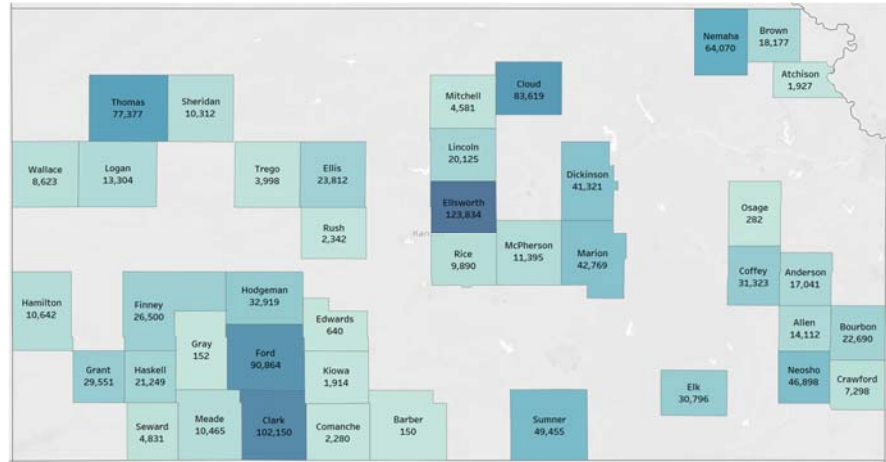 Nemaha
64,070
Brown
18,177
Atchison
1,927
Thomas
77,377
Sheridan
10,312
Mitchell
4,581
Cloud
83,619
Wallace
8,623
Logan
13,304
Trego
3,998
Ellis
23,812
Lincoln
20,125
Dickinson
41,321
Rush
2,342
Ellsworth
123,834
Osage
282
Rice
9,890
McPherson
11,395
Marion
42,769
Coffey
31,323
Anderson
17,041
Hamilton
10,642
Finney
26,500
Hodgeman
32,919
Edwards
640
Gray
152
Ford
90,864
Allen
14,112
Bourbon
22,690
Grant
29,551
Haskell
21,249
Kiowa
1,914
Elk
30,796
Neosho
46,898
Crawford
7,298
Seward
4,831
Meade
10,465
Clark
102,150
Comanche
2,280
Barber
150
Sumner
49,455